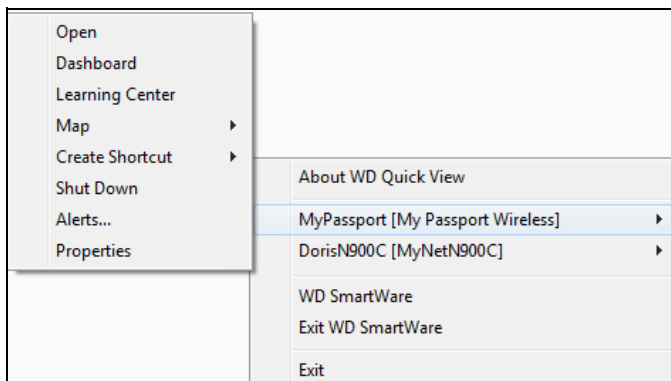 Open
Dashboard
Learning Center
Map
Create Shortcut
Shut Down
Alerts...
Properties
About WD Quick View
MyPassport [My Passport Wireless]
DorisN900C [MyNetN900C]
WD SmartWare
Exit WD SmartWare
Exit